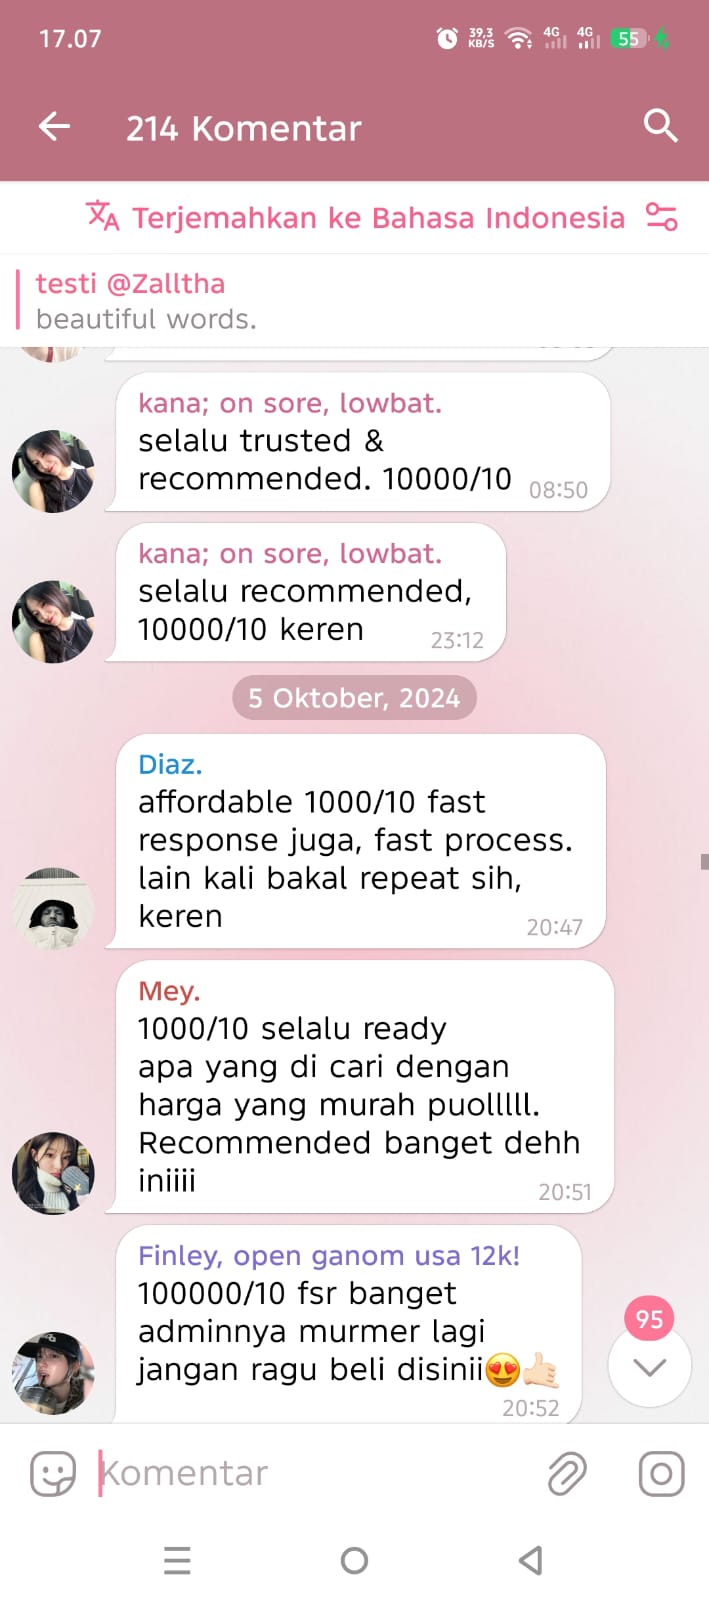 17.07
39,3
KB/S
4G
4G
55
214 Komentar
Terjemahkan ke Bahasa Indonesia
testi @Zalltha
beautiful words.
kana; on sore, lowbat.
selalu trusted &
recommended. 10000/10
08:50
kana; on sore, lowbat.
selalu recommended,
10000/10 keren
23:12
5 Oktober, 2024
Diaz.
affordable 1000/10 fast
response juga, fast process.
lain kali bakal repeat sih,
keren
20:47
Mey.
1000/10 selalu ready
apa yang di cari dengan
harga yang murah puolllll.
Recommended banget dehh
iniiii
20:51
Finley, open ganom usa 12k!
100000/10 fsr banget
adminnya murmer lagi
jangan ragu beli disinii😍🤙🏻
20:52
95
Komentar